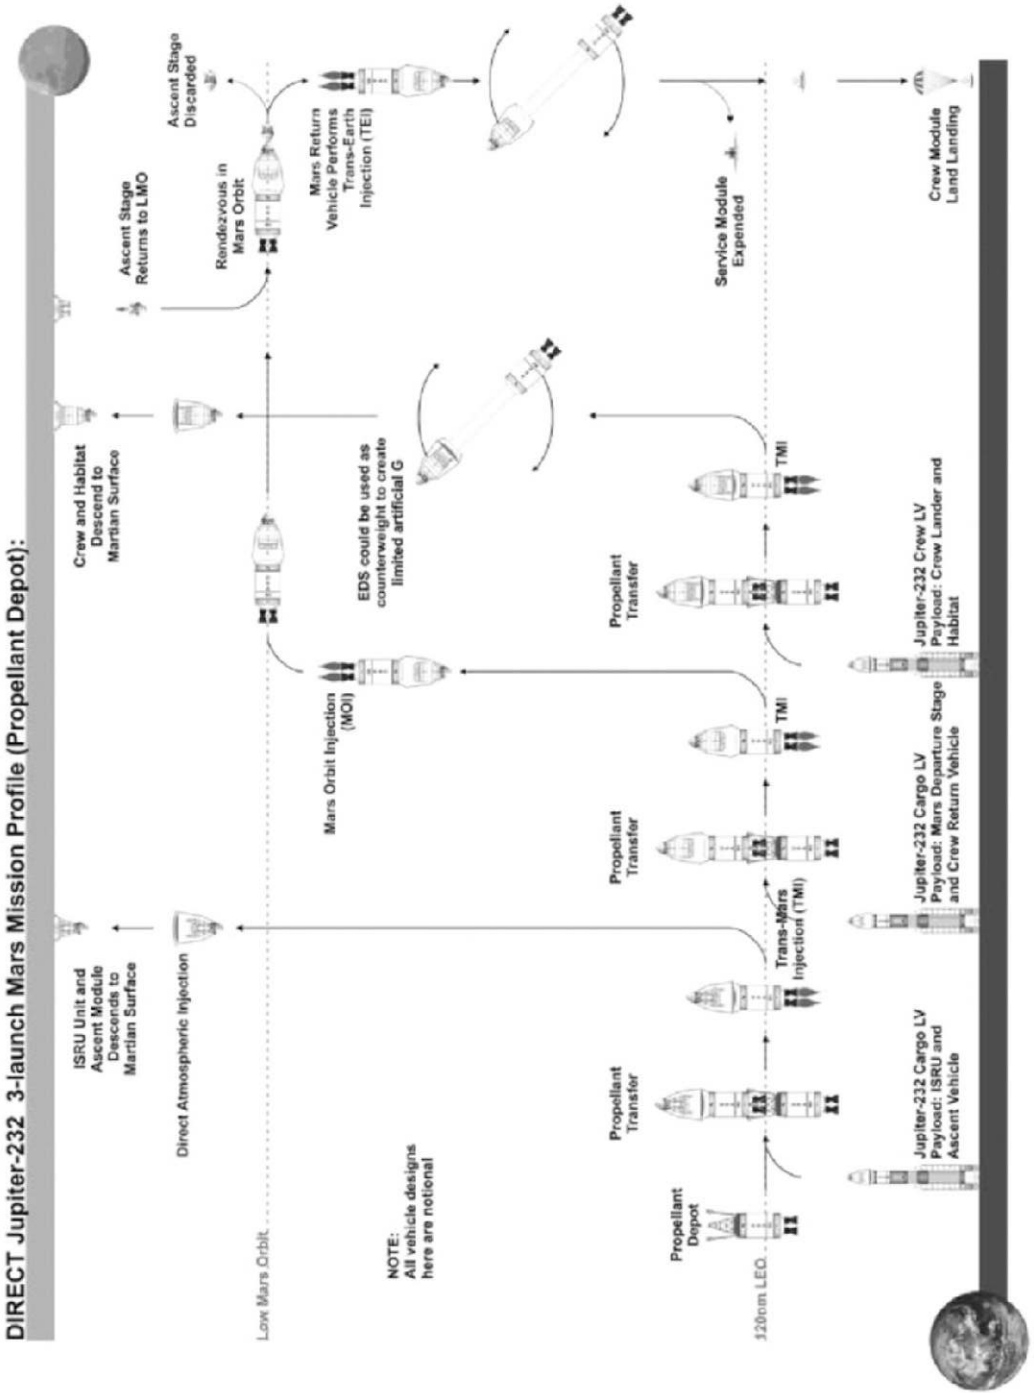 DIRECT Jupiter-232 3-launch Mars Mission Profile (Propellant Depot):
ISRU Unit and
Ascent Module
Descends to
Martian Surface
Crew and Habitat
Descend to
Martian Surface
Ascent Stage
Returns to LMO
Ascent Stage
Discarded
Direct Atmospheric Injection
Low Mars Orbit
Rendezvous in
Mars Orbit
Mars Orbit Injection
(MOI)
Mars Return
Vehicle Performs
Trans-Earth
Injection (TEI)
EDS could be used as
counterweight to create
limited artificial G
NOTE:
All vehicle designs
here are notional
Propellant
Depot
Propellant
Transfer
Propellant
Transfer
Propellant
Transfer
120nm LEO
Trans-Mars
Injection (TMI)
TMI
TMI
Service Module
Expended
Jupiter-232 Cargo LV
Payload: ISRU and
Ascent Vehicle
Jupiter-232 Cargo LV
Payload: Mars Departure Stage
and Crew Return Vehicle
Jupiter-232 Crew LV
Payload: Crew Lander and
Habitat
Crew Module
Land Landing